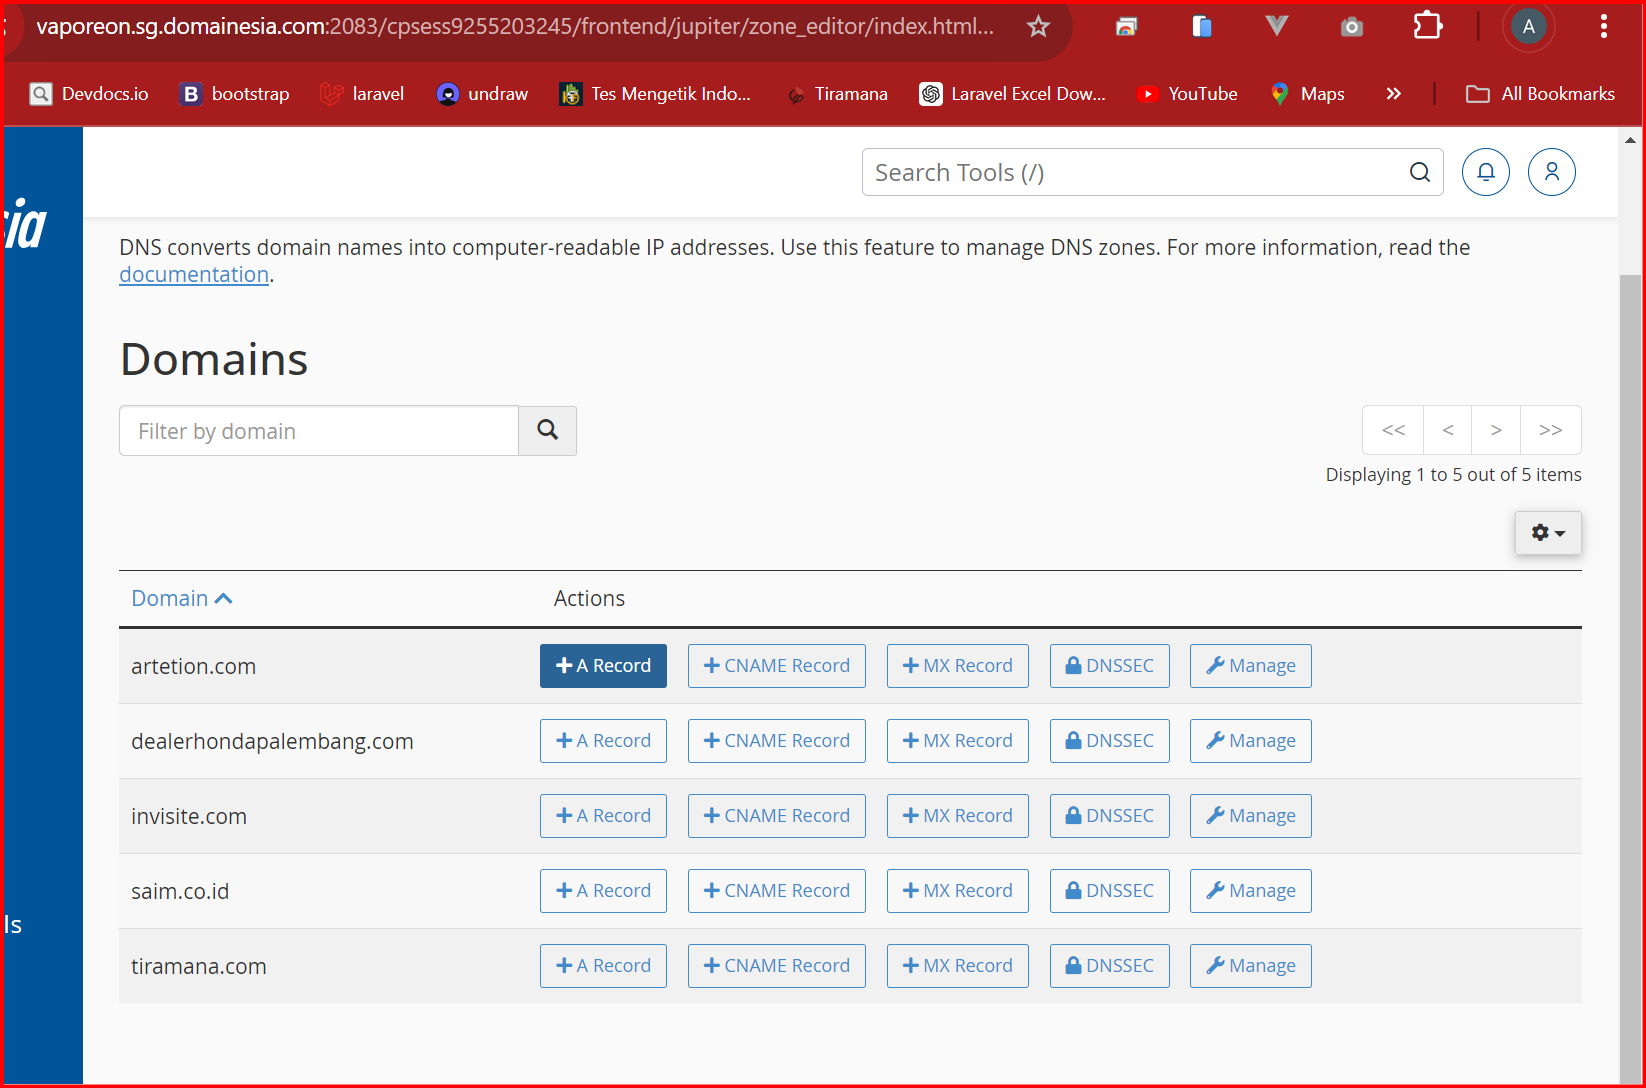 vaporeon.sg.domainesia.com:2083/cpsess9255203245/frontend/jupiter/zone_editor/index.html...
A
Devdocs.io bootstrap laravel undraw Tes Mengetik Indo... Tiramana Laravel Excel Dow... YouTube Maps » All Bookmarks
sia
Search Tools (/)
DNS converts domain names into computer-readable IP addresses. Use this feature to manage DNS zones. For more information, read the
documentation.
Domains
Filter by domain
<< < > >>
Displaying 1 to 5 out of 5 items
Domain Actions
artetion.com A Record CNAME Record MX Record DNSSEC Manage
dealerhondapalembang.com A Record CNAME Record MX Record DNSSEC Manage
invisite.com A Record CNAME Record MX Record DNSSEC Manage
saim.co.id A Record CNAME Record MX Record DNSSEC Manage
ls
tiramana.com A Record CNAME Record MX Record DNSSEC Manage